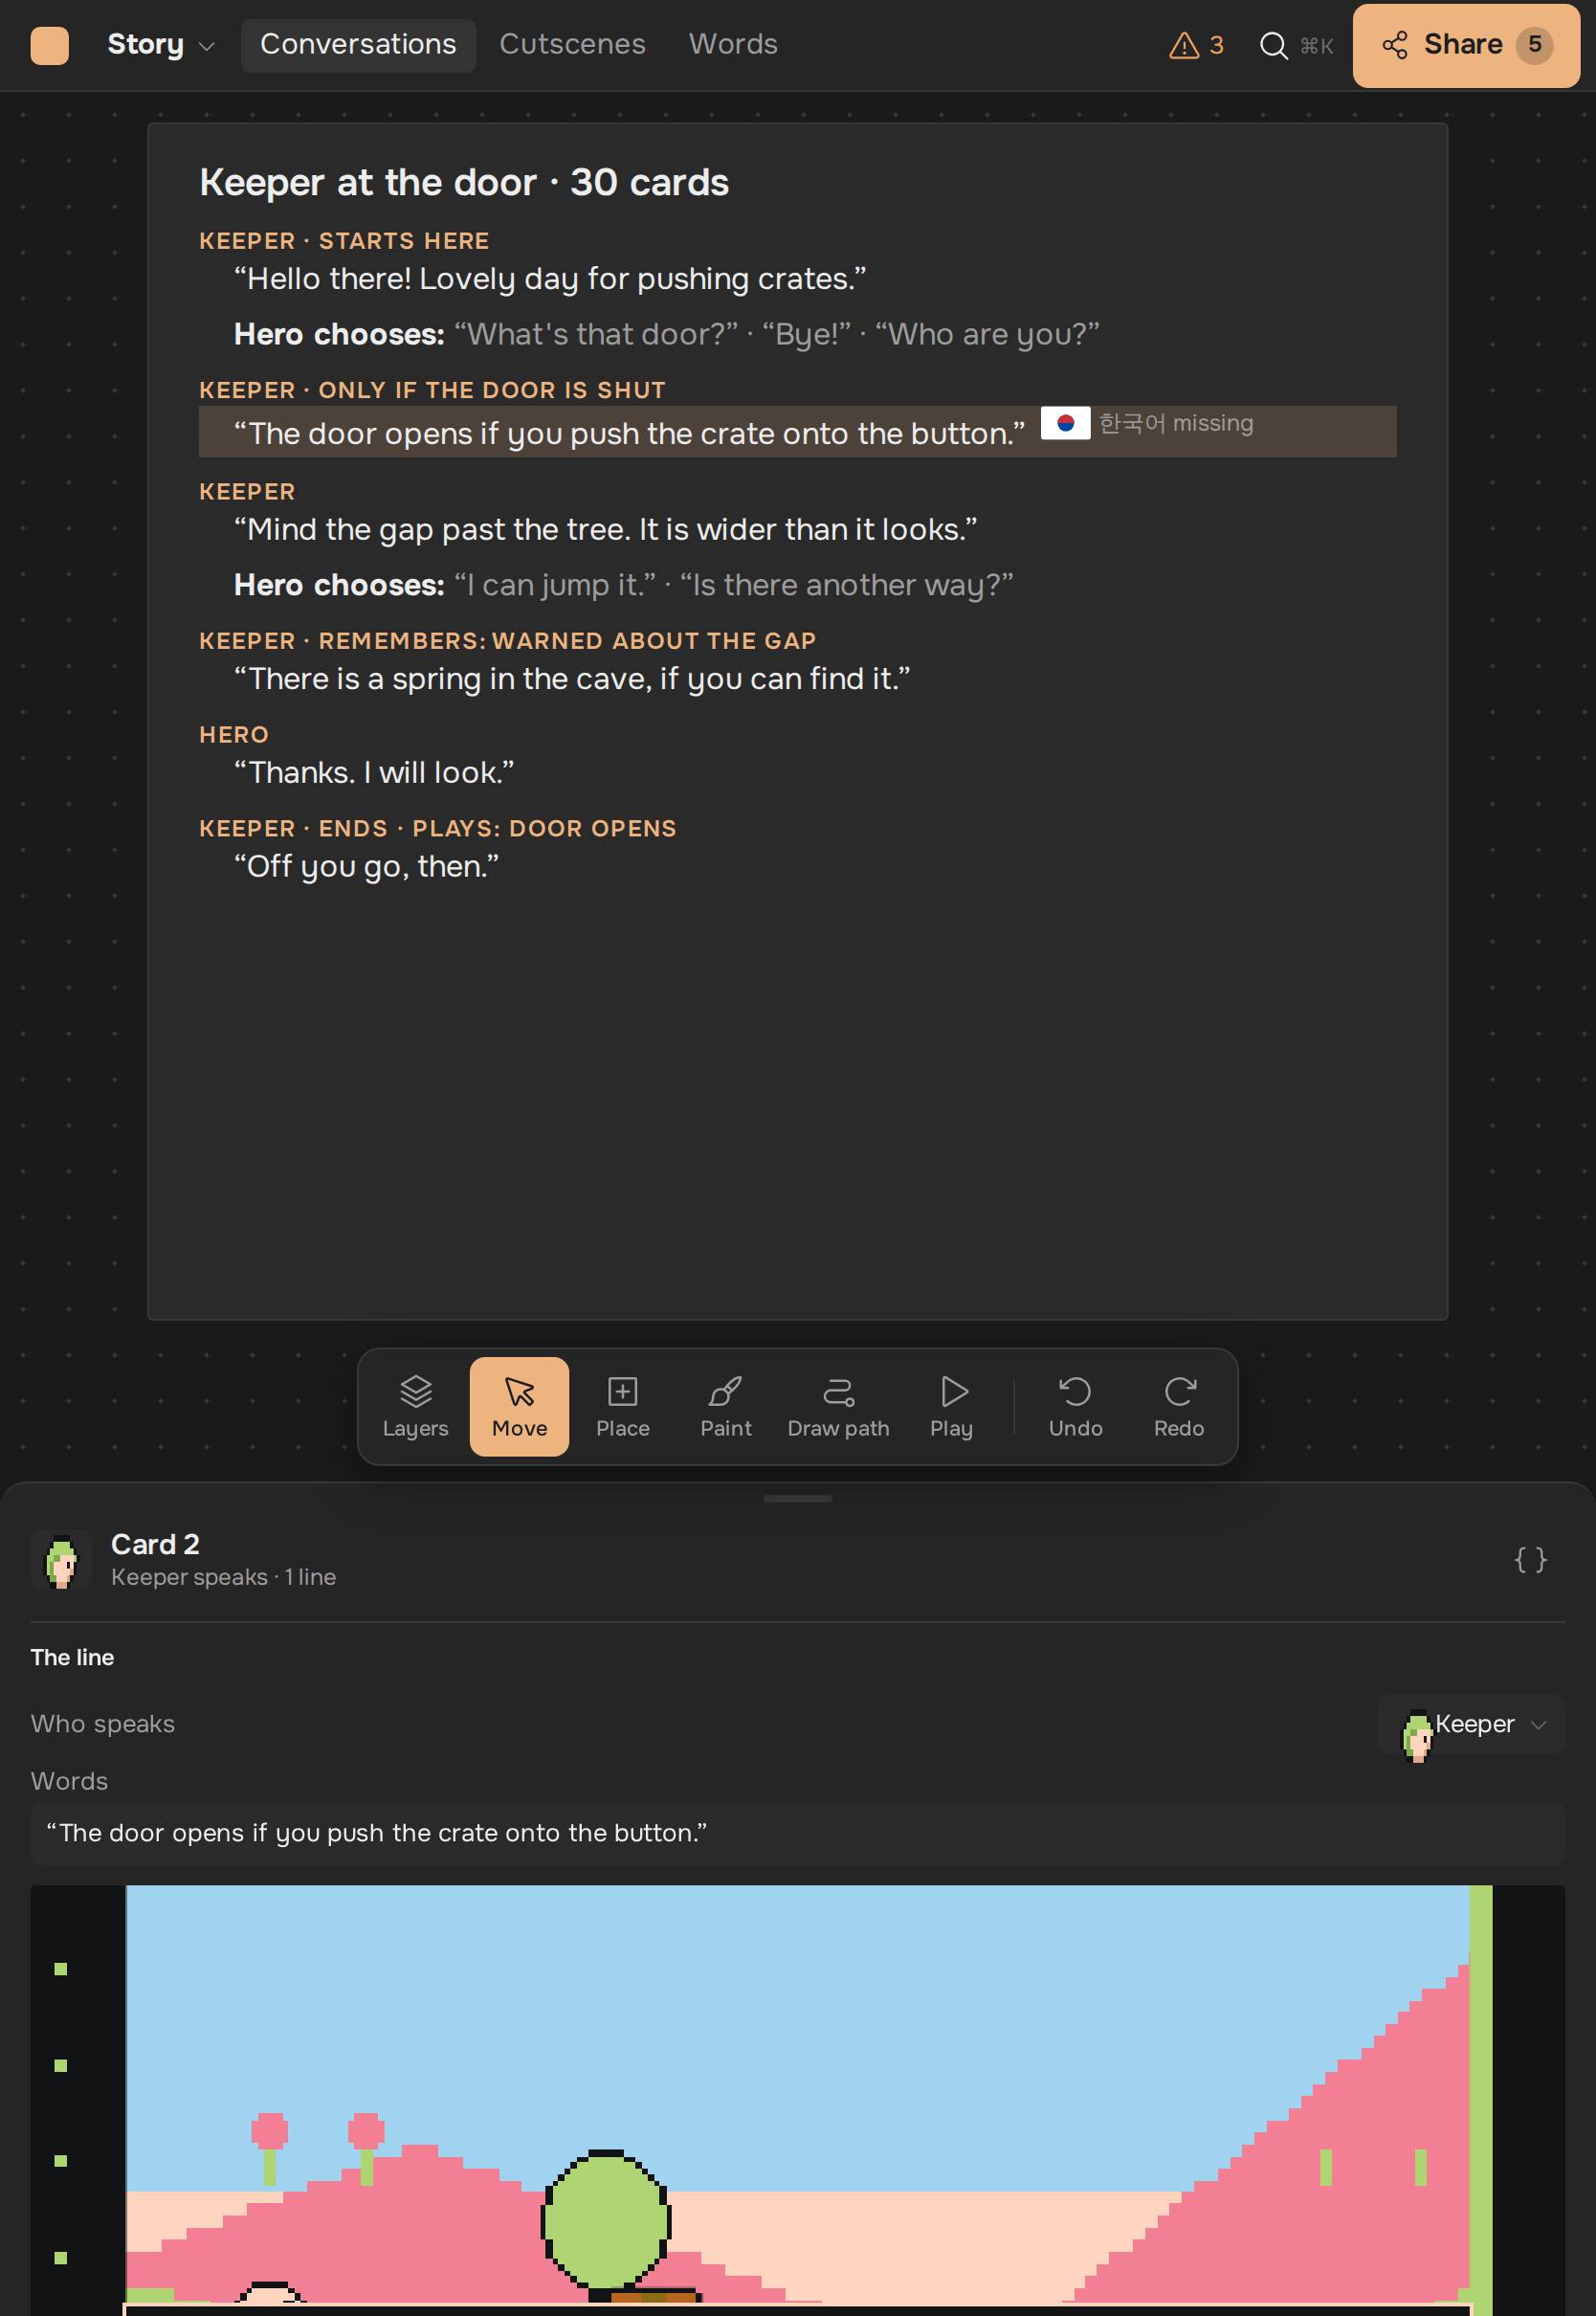 Story Conversations Cutscenes Words 3 ⌘K Share 5
Keeper at the door · 30 cards
KEEPER · STARTS HERE
“Hello there! Lovely day for pushing crates.”
Hero chooses: “What's that door?” · “Bye!” · “Who are you?”
KEEPER · ONLY IF THE DOOR IS SHUT
“The door opens if you push the crate onto the button.” 한국어 missing
KEEPER
“Mind the gap past the tree. It is wider than it looks.”
Hero chooses: “I can jump it.” · “Is there another way?”
KEEPER · REMEMBERS: WARNED ABOUT THE GAP
“There is a spring in the cave, if you can find it.”
HERO
“Thanks. I will look.”
KEEPER · ENDS · PLAYS: DOOR OPENS
“Off you go, then.”
Layers Move Place Paint Draw path Play Undo Redo
Card 2
Keeper speaks · 1 line
{ }
The line
Who speaks Keeper
Words
“The door opens if you push the crate onto the button.”